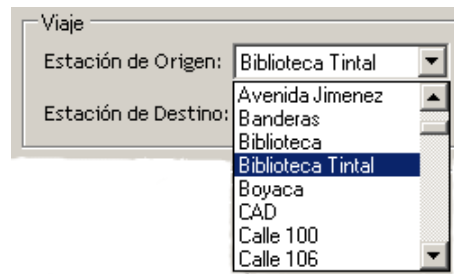 Viaje
Estación de Origen: Biblioteca Tintal
Avenida Jimenez
Estación de Destino:
Banderas
Biblioteca
Biblioteca Tintal
Boyaca
CAD
Calle 100
Calle 106